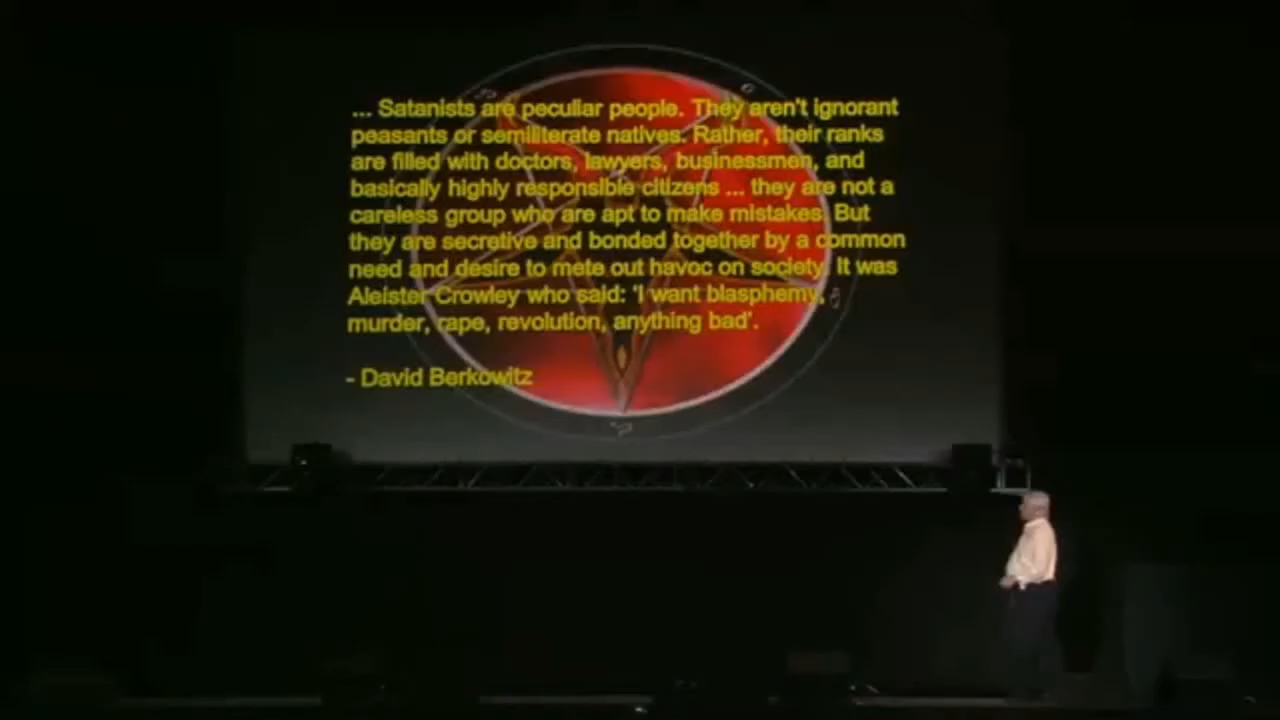 ... Satanists are peculiar people. They aren't ignorant
peasants or semiliterate natives. Rather, their ranks
are filled with doctors, lawyers, businessmen, and
basically highly responsible citizens ... they are not a
careless group who are apt to make mistakes. But
they are secretive and bonded together by a common
need and desire to mete out havoc on society. It was
Aleister Crowley who said: 'I want blasphemy,
murder, rape, revolution, anything bad'.
- David Berkowitz